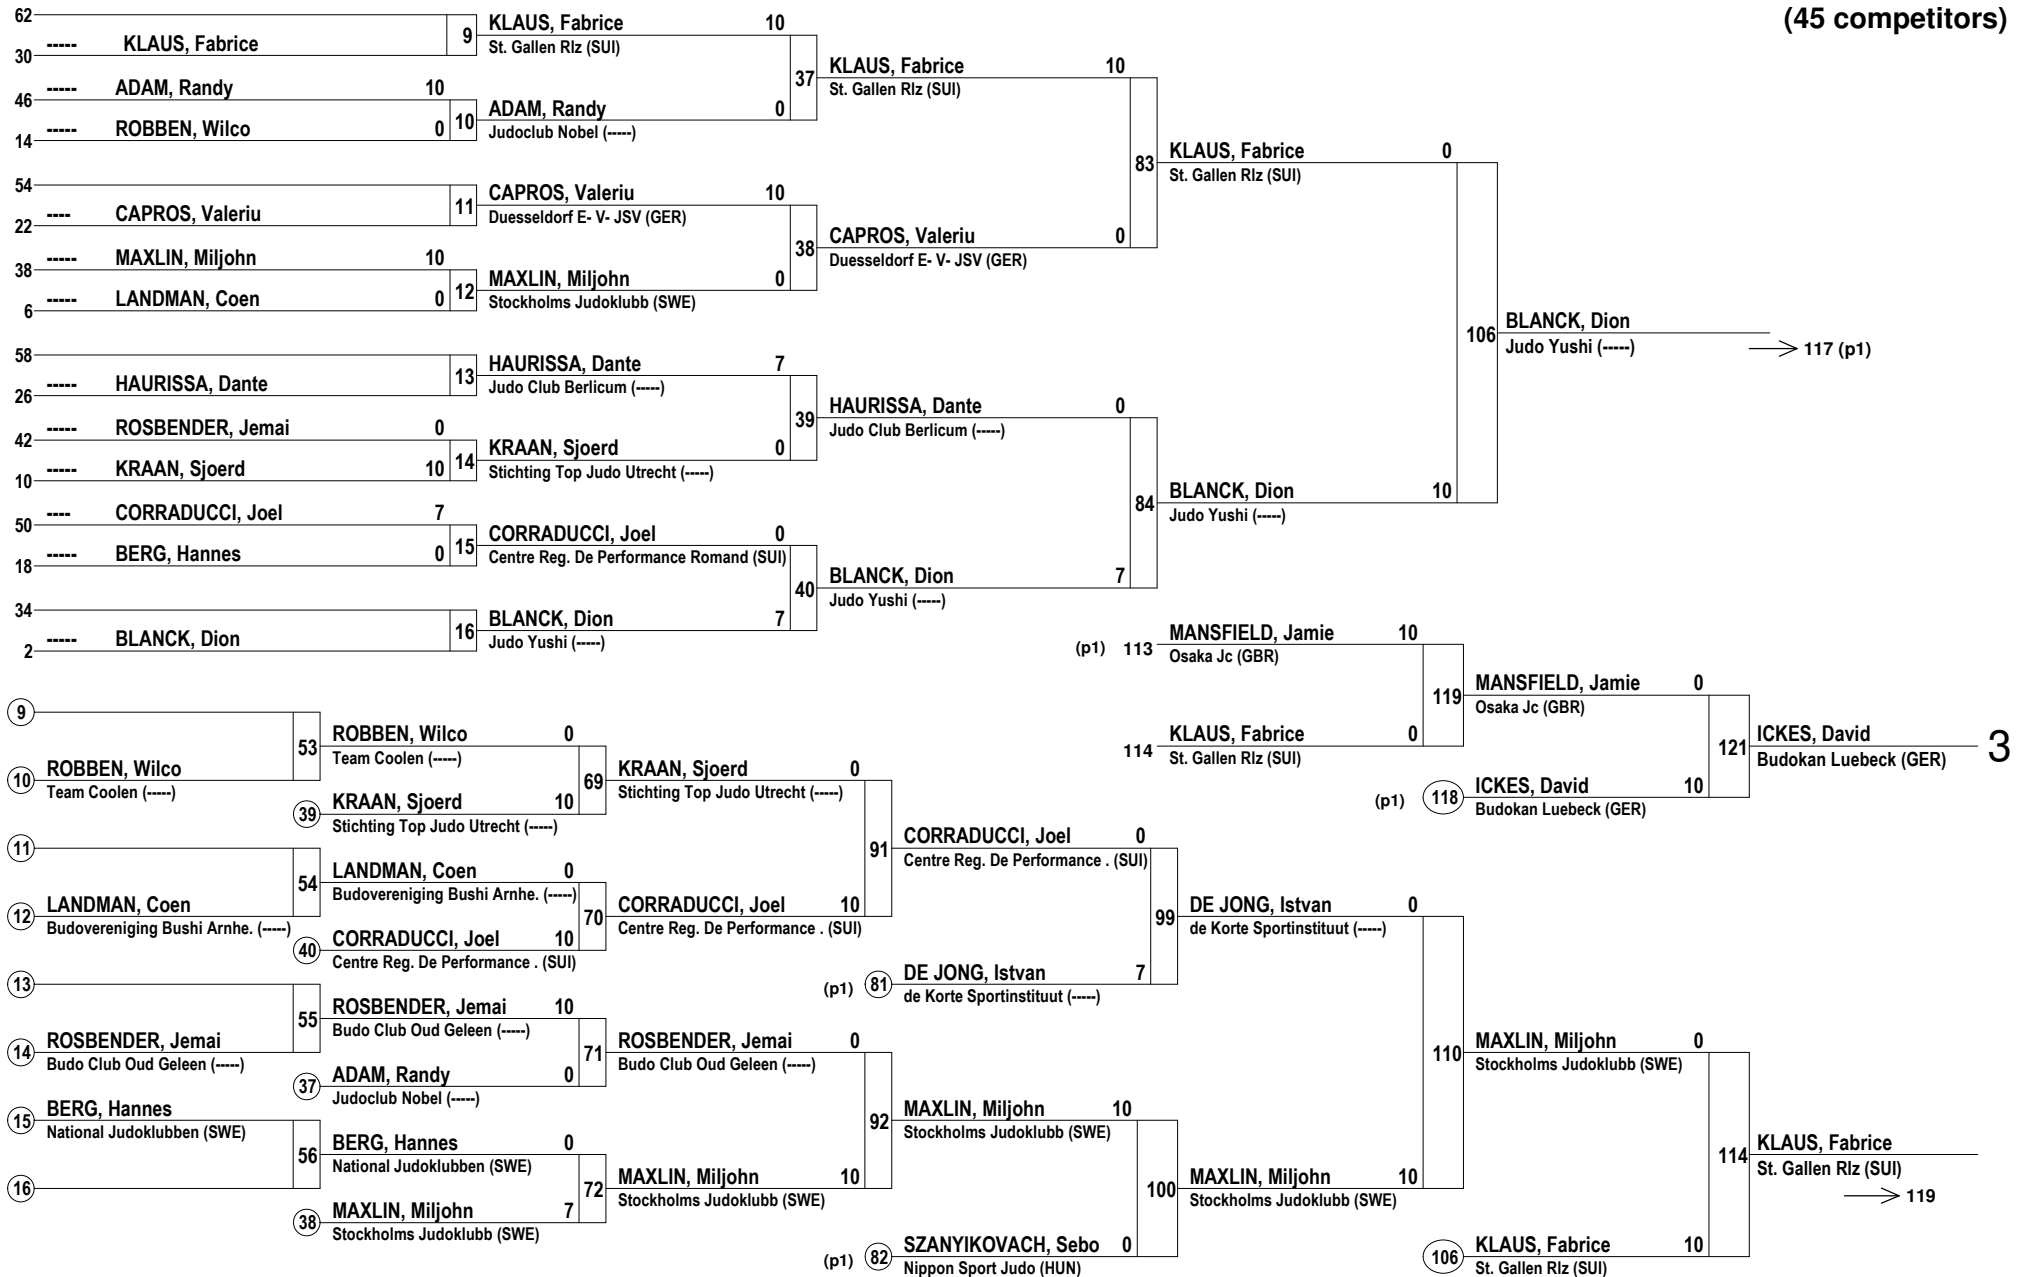 (45 competitors)
62
----- KLAUS, Fabrice
30
9
----- ADAM, Randy 10
46
----- ROBBEN, Wilco 0
14
10
54
---- CAPROS, Valeriu
22
11
----- MAXLIN, Miljohn 10
38
----- LANDMAN, Coen 0
6
12
58
----- HAURISSA, Dante
26
13
----- ROSBENDER, Jemai 0
42
----- KRAAN, Sjoerd 10
10
14
---- CORRADUCCI, Joel 7
50
----- BERG, Hannes 0
18
15
34
----- BLANCK, Dion
2
16
KLAUS, Fabrice 10
St. Gallen Rlz (SUI)
37
ADAM, Randy 0
Judoclub Nobel (-----)
CAPROS, Valeriu 10
Duesseldorf E- V- JSV (GER)
38
MAXLIN, Miljohn 0
Stockholms Judoklubb (SWE)
HAURISSA, Dante 7
Judo Club Berlicum (-----)
39
KRAAN, Sjoerd 0
Stichting Top Judo Utrecht (-----)
CORRADUCCI, Joel 0
Centre Reg. De Performance Romand (SUI)
40
BLANCK, Dion 7
Judo Yushi (-----)
KLAUS, Fabrice 10
St. Gallen Rlz (SUI)
83
CAPROS, Valeriu 0
Duesseldorf E- V- JSV (GER)
HAURISSA, Dante 0
Judo Club Berlicum (-----)
84
BLANCK, Dion 7
Judo Yushi (-----)
KLAUS, Fabrice 0
St. Gallen Rlz (SUI)
106
BLANCK, Dion 10
Judo Yushi (-----)
BLANCK, Dion
Judo Yushi (-----)
117 (p1)
(p1) 113
MANSFIELD, Jamie 10
Osaka Jc (GBR)
119
114
KLAUS, Fabrice 0
St. Gallen Rlz (SUI)
MANSFIELD, Jamie 0
Osaka Jc (GBR)
121
(p1) 118
ICKES, David 10
Budokan Luebeck (GER)
ICKES, David
Budokan Luebeck (GER)
3
9
53
10
ROBBEN, Wilco
Team Coolen (-----)
11
54
12
LANDMAN, Coen
Budovereniging Bushi Arnhe. (-----)
13
55
14
ROSBENDER, Jemai
Budo Club Oud Geleen (-----)
15
BERG, Hannes
National Judoklubben (SWE)
56
16
ROBBEN, Wilco 0
Team Coolen (-----)
69
39
KRAAN, Sjoerd 10
Stichting Top Judo Utrecht (-----)
LANDMAN, Coen 0
Budovereniging Bushi Arnhe. (-----)
70
40
CORRADUCCI, Joel 10
Centre Reg. De Performance . (SUI)
ROSBENDER, Jemai 10
Budo Club Oud Geleen (-----)
71
37
ADAM, Randy 0
Judoclub Nobel (-----)
BERG, Hannes 0
National Judoklubben (SWE)
72
38
MAXLIN, Miljohn 7
Stockholms Judoklubb (SWE)
KRAAN, Sjoerd 0
Stichting Top Judo Utrecht (-----)
91
CORRADUCCI, Joel 10
Centre Reg. De Performance . (SUI)
ROSBENDER, Jemai 0
Budo Club Oud Geleen (-----)
92
MAXLIN, Miljohn 10
Stockholms Judoklubb (SWE)
CORRADUCCI, Joel 0
Centre Reg. De Performance . (SUI)
99
(p1) 81
DE JONG, Istvan 7
de Korte Sportinstituut (-----)
MAXLIN, Miljohn 10
Stockholms Judoklubb (SWE)
100
(p1) 82
SZANYIKOVACH, Sebo 0
Nippon Sport Judo (HUN)
DE JONG, Istvan 0
de Korte Sportinstituut (-----)
110
MAXLIN, Miljohn 10
Stockholms Judoklubb (SWE)
MAXLIN, Miljohn 0
Stockholms Judoklubb (SWE)
114
106
KLAUS, Fabrice 10
St. Gallen Rlz (SUI)
KLAUS, Fabrice
St. Gallen Rlz (SUI)
119